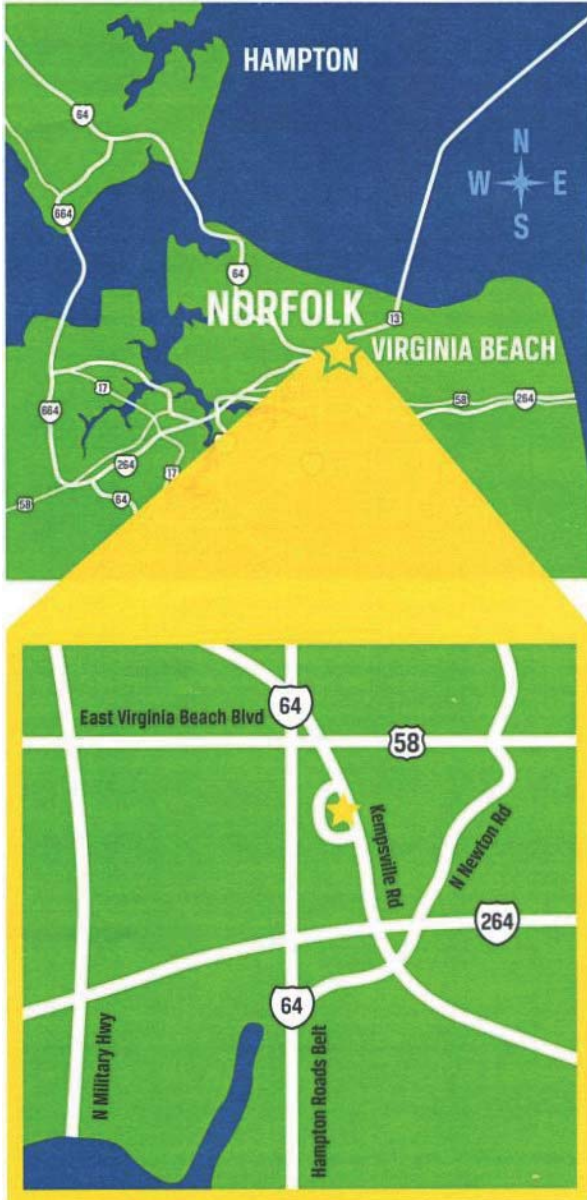 HAMPTON
64
N
W E
S
664
64
NORFOLK
13
VIRGINIA BEACH
17
58
264
664
264
17
64
58
64
East Virginia Beach Blvd
58
Kempsville Rd
N Newton Rd
264
64
N Military Hwy
Hampton Roads Belt